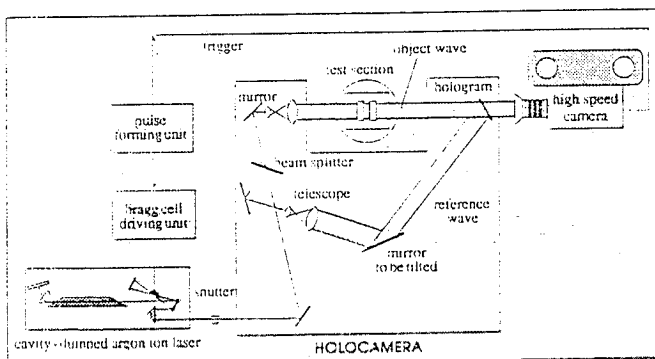 trigger
object wave
test section
mirror
hologram
high speed
camera
pulse
forming unit
beam splitter
telescope
bragg cell
driving unit
reference
wave
mirror
to be tilted
shutter
cavity-dumped argon ion laser
HOLOCAMERA